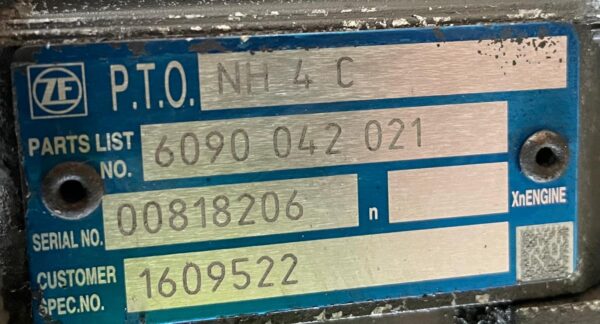 ZF P.T.O. NH 4 C
PARTS LIST NO. 6090 042 021
SERIAL NO. 00818206 n XnENGINE
CUSTOMER SPEC.NO. 1609522